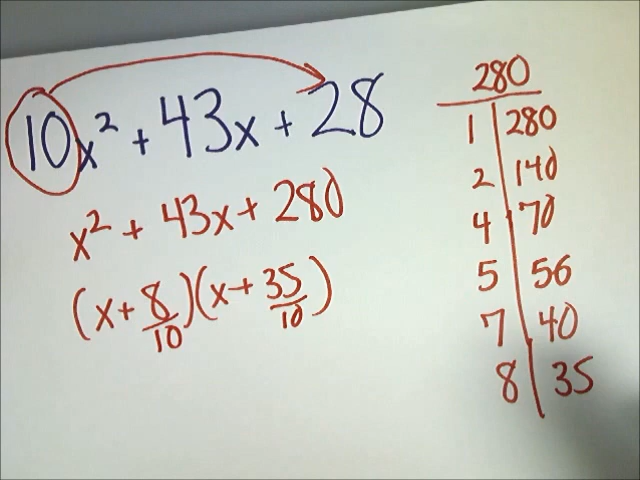 10x² + 43x + 28
x² + 43x + 280
(x + 8/10)(x + 35/10)
280
1 | 280
2 | 140
4 | 70
5 | 56
7 | 40
8 | 35